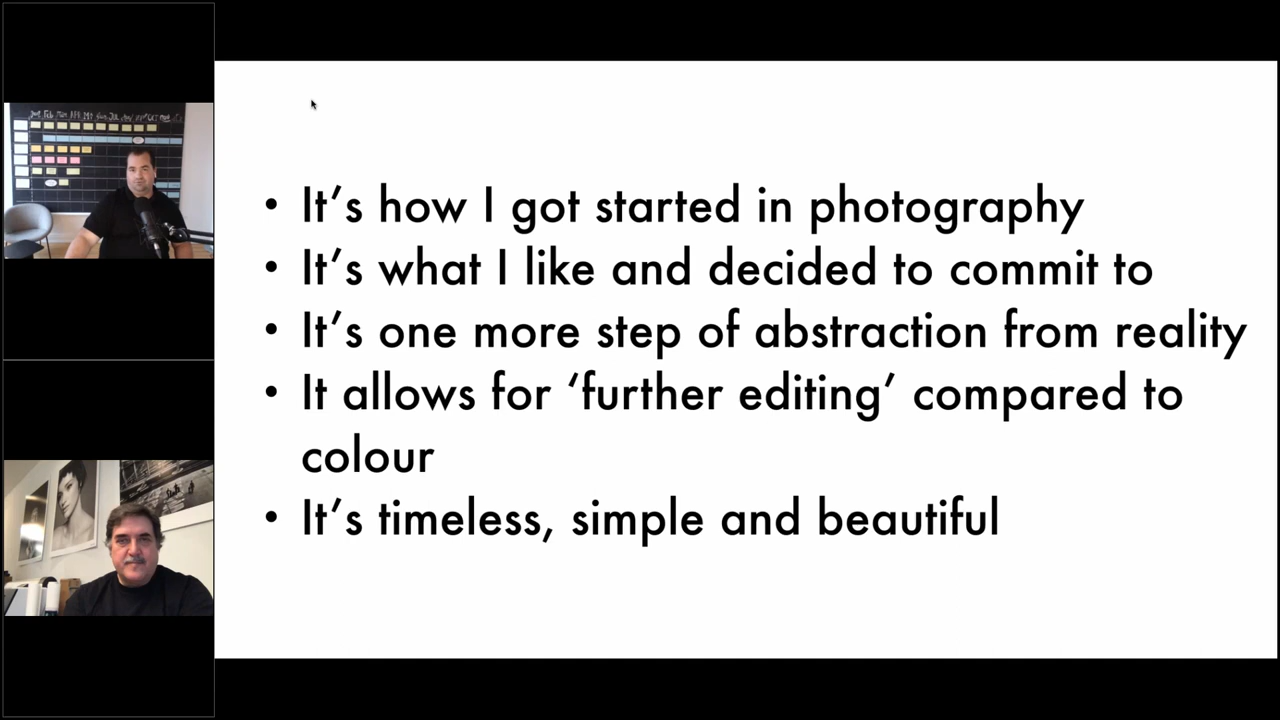 • It’s how I got started in photography
• It’s what I like and decided to commit to
• It’s one more step of abstraction from reality
• It allows for ‘further editing’ compared to
colour
• It’s timeless, simple and beautiful